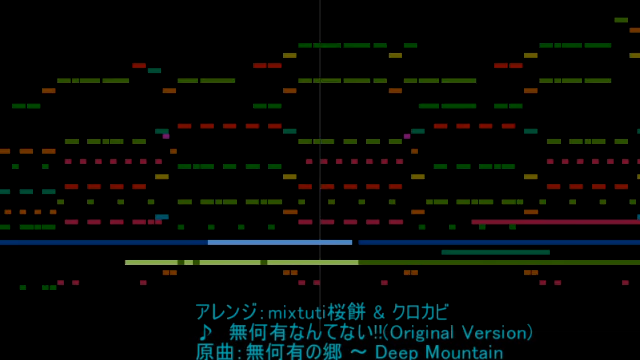 アレンジ：mixtuti桜餅 & クロカビ
♪　無何有なんてない!!(Original Version)
原曲：無何有の郷 ～ Deep Mountain